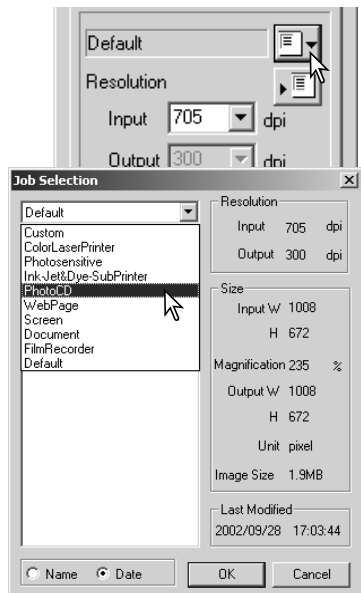 Default
Resolution
Input 705 dpi
Output 300 dpi
Job Selection
Default
Custom
ColorLaserPrinter
Photosensitive
Ink-Jet&Dye-SubPrinter
PhotoCD
WebPage
Screen
Document
FilmRecorder
Default
Resolution
Input 705 dpi
Output 300 dpi
Size
Input W 1008
H 672
Magnification 235 %
Output W 1008
H 672
Unit pixel
Image Size 1.9MB
Last Modified
2002/09/28 17:03:44
Name Date
OK Cancel